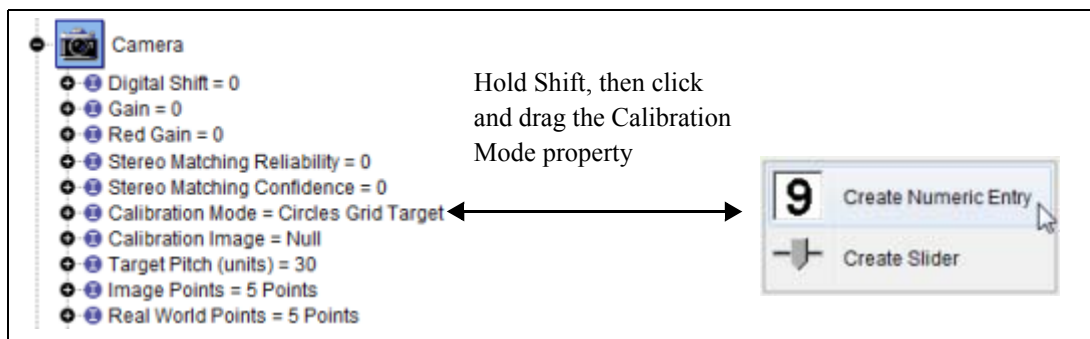 Camera
Digital Shift = 0
Gain = 0
Red Gain = 0
Stereo Matching Reliability = 0
Stereo Matching Confidence = 0
Calibration Mode = Circles Grid Target
Calibration Image = Null
Target Pitch (units) = 30
Image Points = 5 Points
Real World Points = 5 Points
Hold Shift, then click
and drag the Calibration
Mode property
9 Create Numeric Entry
Create Slider